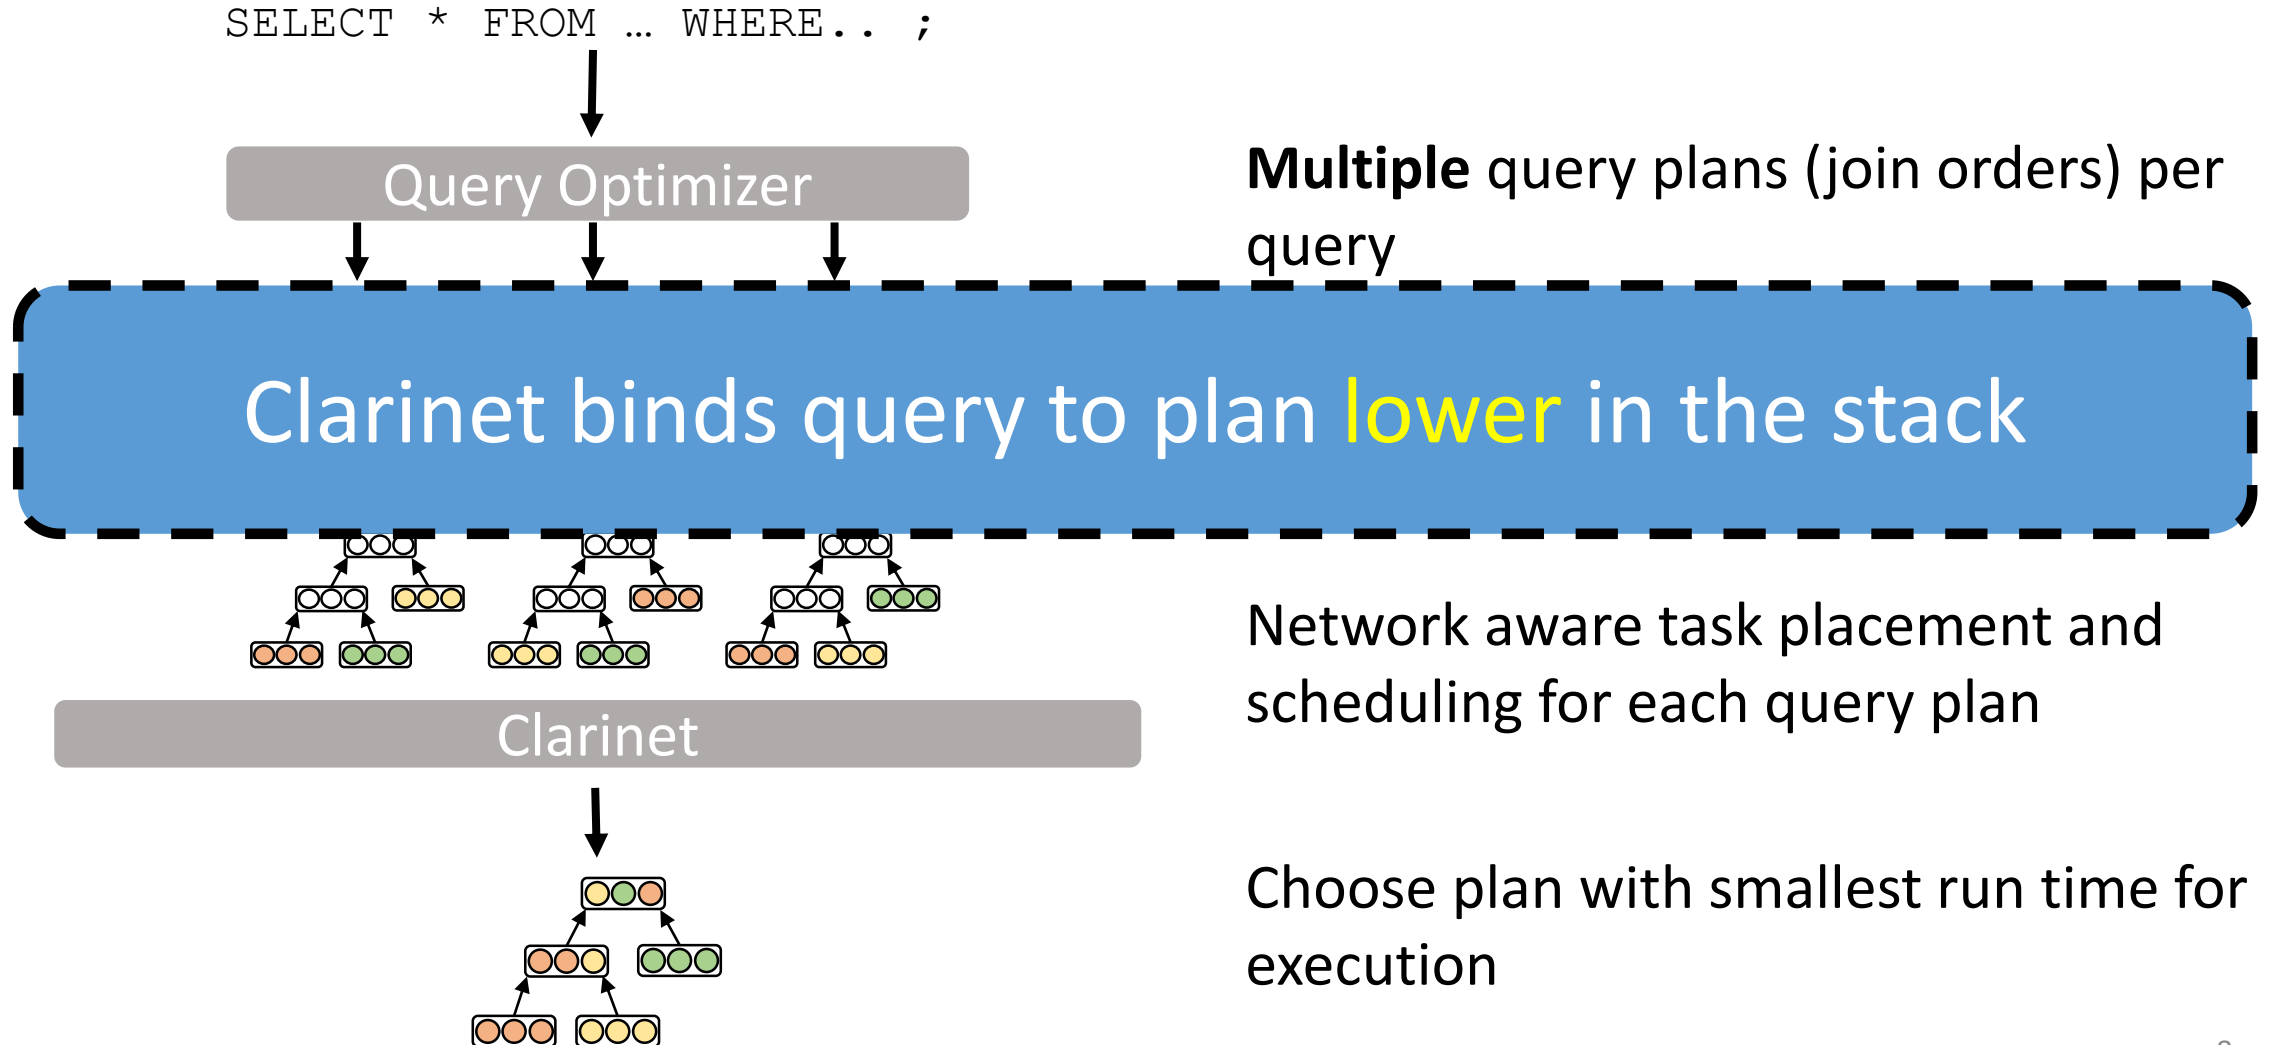 SELECT * FROM … WHERE.. ;
Query Optimizer
Multiple query plans (join orders) per
query
Clarinet binds query to plan lower in the stack
Network aware task placement and
scheduling for each query plan
Clarinet
Choose plan with smallest run time for
execution